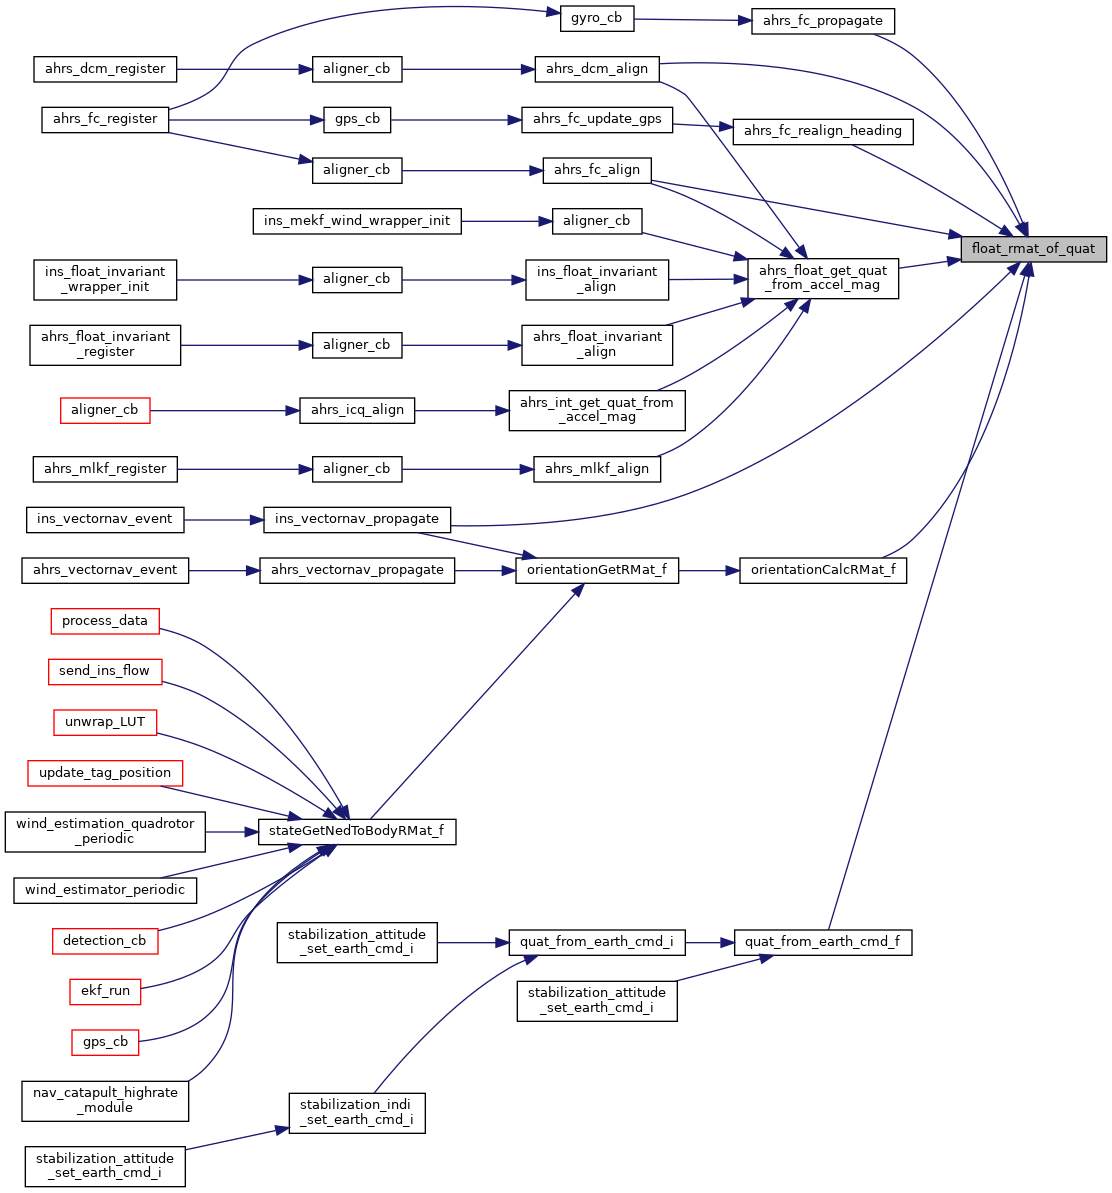 gyro_cb
ahrs_fc_propagate
ahrs_dcm_register
aligner_cb
ahrs_dcm_align
ahrs_fc_register
gps_cb
ahrs_fc_update_gps
ahrs_fc_realign_heading
aligner_cb
ahrs_fc_align
ins_mekf_wind_wrapper_init
aligner_cb
float_rmat_of_quat
ins_float_invariant
_wrapper_init
aligner_cb
ins_float_invariant
_align
ahrs_float_get_quat
_from_accel_mag
ahrs_float_invariant
_register
aligner_cb
ahrs_float_invariant
_align
aligner_cb
ahrs_icq_align
ahrs_int_get_quat_from
_accel_mag
ahrs_mlkf_register
aligner_cb
ahrs_mlkf_align
ins_vectornav_event
ins_vectornav_propagate
ahrs_vectornav_event
ahrs_vectornav_propagate
orientationGetRMat_f
orientationCalcRMat_f
process_data
send_ins_flow
unwrap_LUT
update_tag_position
wind_estimation_quadrotor
_periodic
stateGetNedToBodyRMat_f
wind_estimator_periodic
detection_cb
stabilization_attitude
_set_earth_cmd_i
quat_from_earth_cmd_i
quat_from_earth_cmd_f
ekf_run
stabilization_attitude
_set_earth_cmd_i
gps_cb
nav_catapult_highrate
_module
stabilization_indi
_set_earth_cmd_i
stabilization_attitude
_set_earth_cmd_i